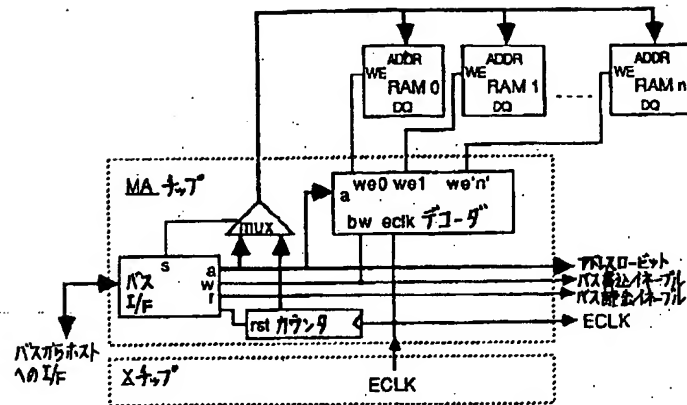 ADDR
WE
RAM 0
DQ
ADDR
WE
RAM 1
DQ
ADDR
WE
RAM n
DQ
MA チップ
we0 we1 we'n'
a
bw eclk デコーダ
mux
s
バス
I/F
a
w
r
rst カウンタ
アドレスロービット
バス書込イネーブル
バス読出イネーブル
ECLK
バスからホスト
への I/F
Xチップ
ECLK